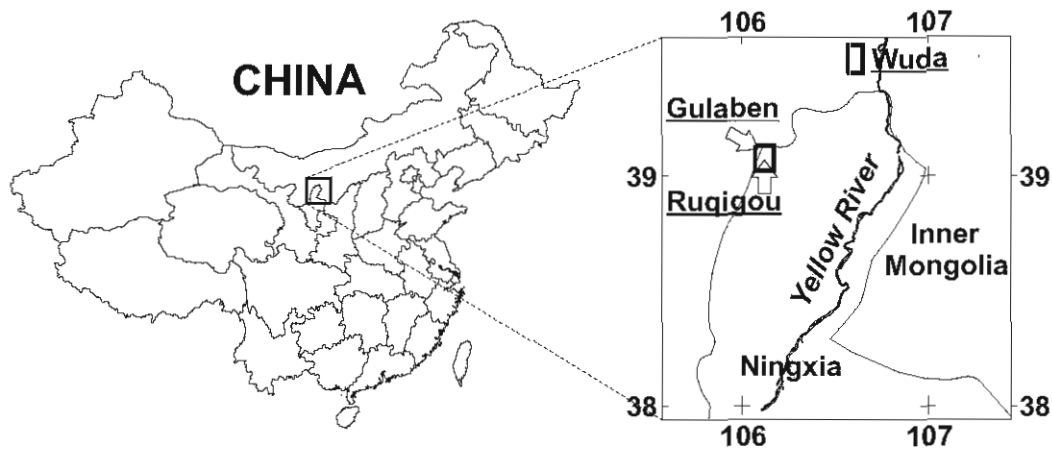 CHINA
106 107
Wuda
Gulaben
39 39
Ruqigou
Yellow River
Inner
Mongolia
Ningxia
38 38
106 107